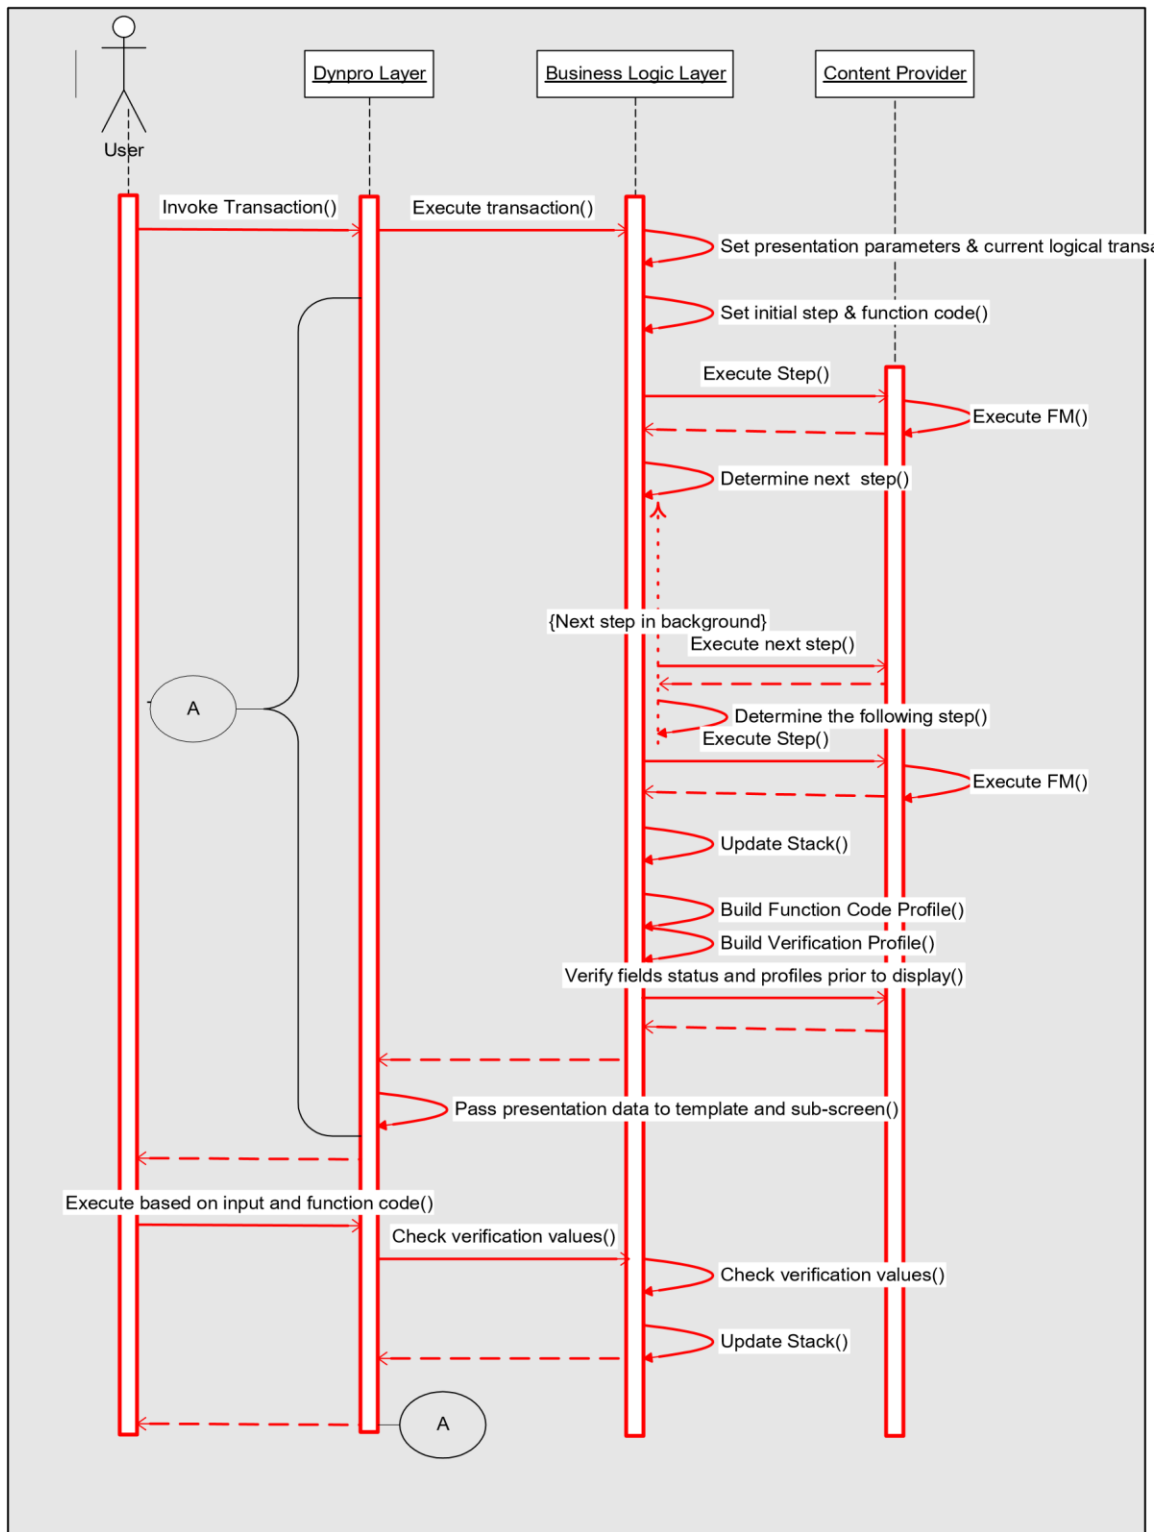 Dynpro Layer
Business Logic Layer
Content Provider
User
Invoke Transaction()
Execute transaction()
Set presentation parameters & current logical transa
Set initial step & function code()
Execute Step()
Execute FM()
Determine next step()
{Next step in background}
Execute next step()
A
Determine the following step()
Execute Step()
Execute FM()
Update Stack()
Build Function Code Profile()
Build Verification Profile()
Verify fields status and profiles prior to display()
Pass presentation data to template and sub-screen()
Execute based on input and function code()
Check verification values()
Check verification values()
Update Stack()
A